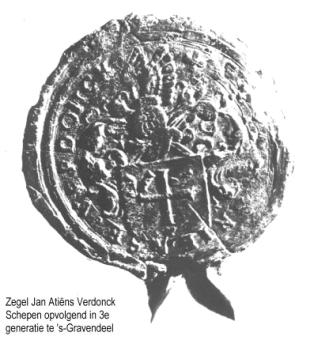 Zegel Jan Atiëns Verdonck
Schepen opvolgend in 3e
generatie te 's-Gravendeel